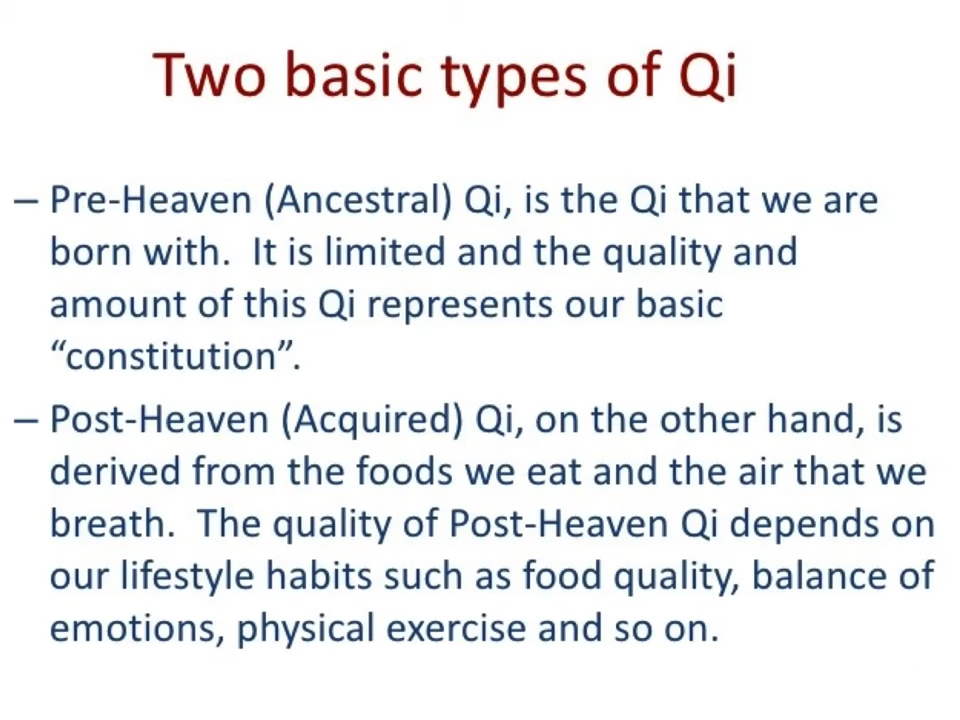 Two basic types of Qi
– Pre-Heaven (Ancestral) Qi, is the Qi that we are
born with.  It is limited and the quality and
amount of this Qi represents our basic
“constitution”.
– Post-Heaven (Acquired) Qi, on the other hand, is
derived from the foods we eat and the air that we
breath.  The quality of Post-Heaven Qi depends on
our lifestyle habits such as food quality, balance of
emotions, physical exercise and so on.